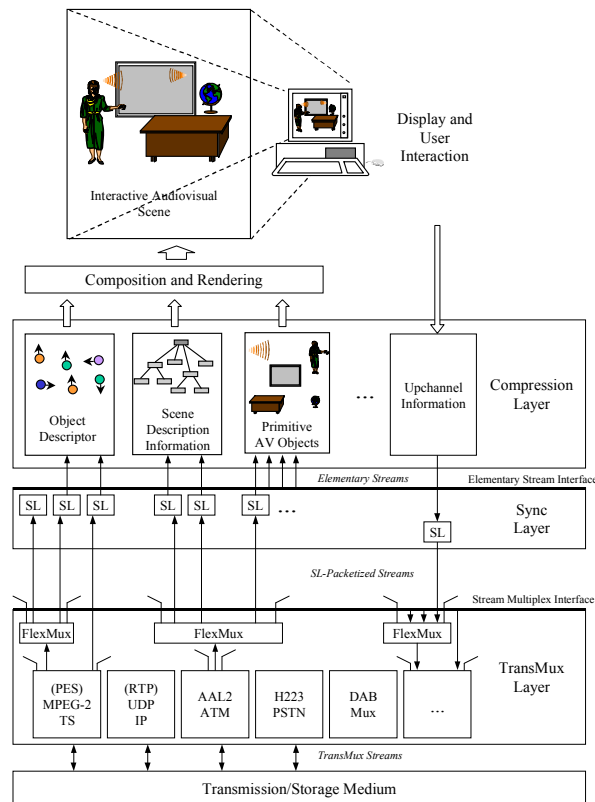 Display and
User
Interaction
Interactive Audiovisual
Scene
Composition and Rendering
Object
Descriptor
Scene
Description
Information
Primitive
AV Objects
...
Upchannel
Information
Compression
Layer
Elementary Streams
Elementary Stream Interface
SL
SL
SL
SL
SL
SL
...
SL
Sync
Layer
SL-Packetized Streams
Stream Multiplex Interface
FlexMux
FlexMux
FlexMux
(PES)
MPEG-2
TS
(RTP)
UDP
IP
AAL2
ATM
H223
PSTN
DAB
Mux
...
TransMux
Layer
TransMux Streams
Transmission/Storage Medium